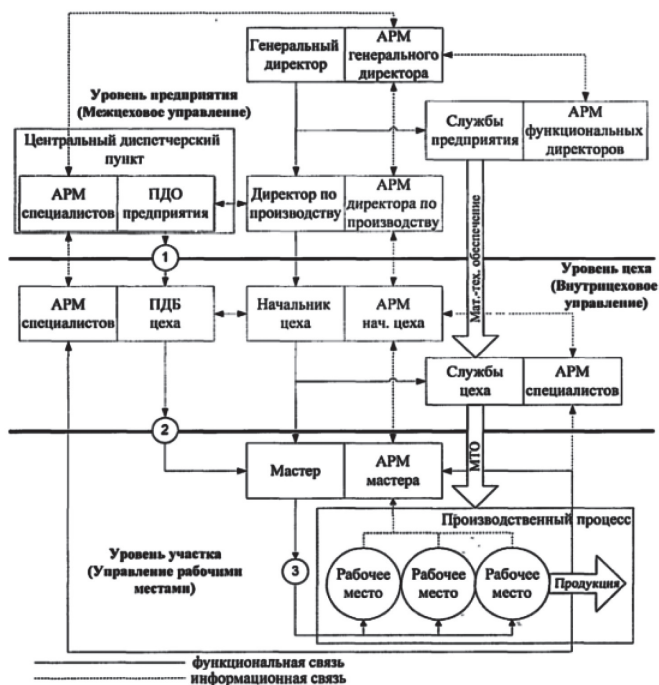 Генеральный
директор
АРМ
генерального
директора
Уровень предприятия
(Межцеховое управление)
Центральный диспетчерский
пункт
Службы
предприятия
АРМ
функциональных
директоров
АРМ
специалистов
ПДО
предприятия
Директор по
производству
АРМ
директора по
производству
Мат.-тех. обеспечение
1
Уровень цеха
(Внутрицеховое
управление)
АРМ
специалистов
ПДБ
цеха
Начальник
цеха
АРМ
нач. цеха
Службы
цеха
АРМ
специалистов
2
МТО
Мастер
АРМ
мастера
Производственный процесс
Уровень участка
(Управление рабочими
местами)
3
Рабочее
место
Рабочее
место
Рабочее
место
Продукция
функциональная связь
информационная связь